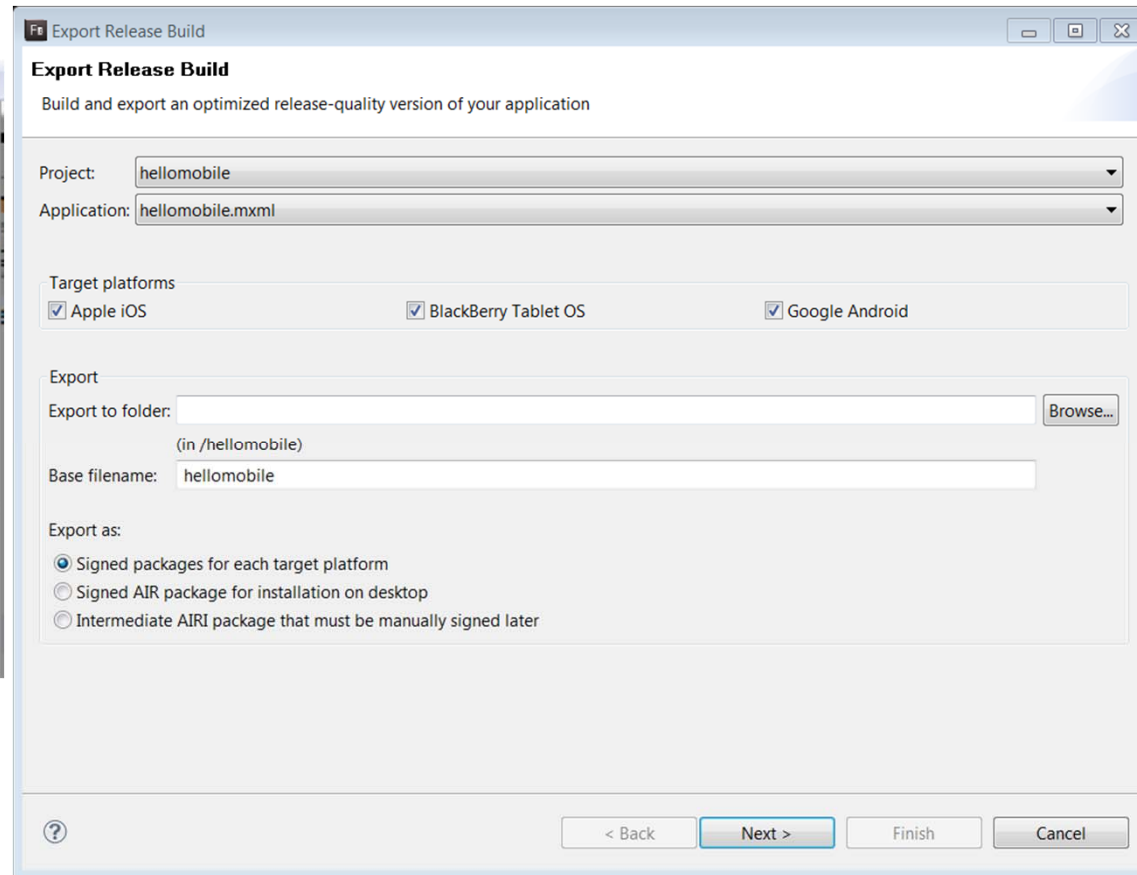 Fb Export Release Build
Export Release Build
Build and export an optimized release-quality version of your application
Project: hellomobile
Application: hellomobile.mxml
Target platforms
Apple iOS BlackBerry Tablet OS Google Android
Export
Export to folder: Browse...
(in /hellomobile)
Base filename: hellomobile
Export as:
Signed packages for each target platform
Signed AIR package for installation on desktop
Intermediate AIRI package that must be manually signed later
? < Back Next > Finish Cancel